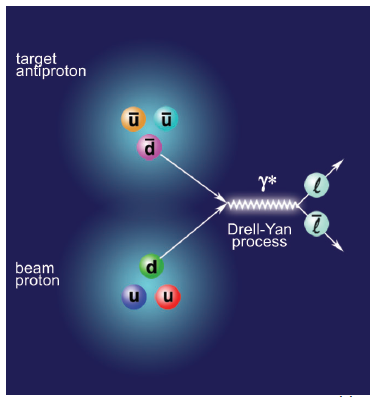 target
antiproton
ū ū
d̄
γ*
ℓ
ℓ̄
Drell-Yan
process
beam
proton
d
u u